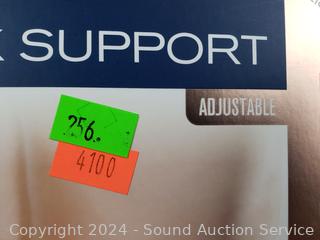 SUPPORT
ADJUSTABLE
256.
4100
Copyright 2024 - Sound Auction Service